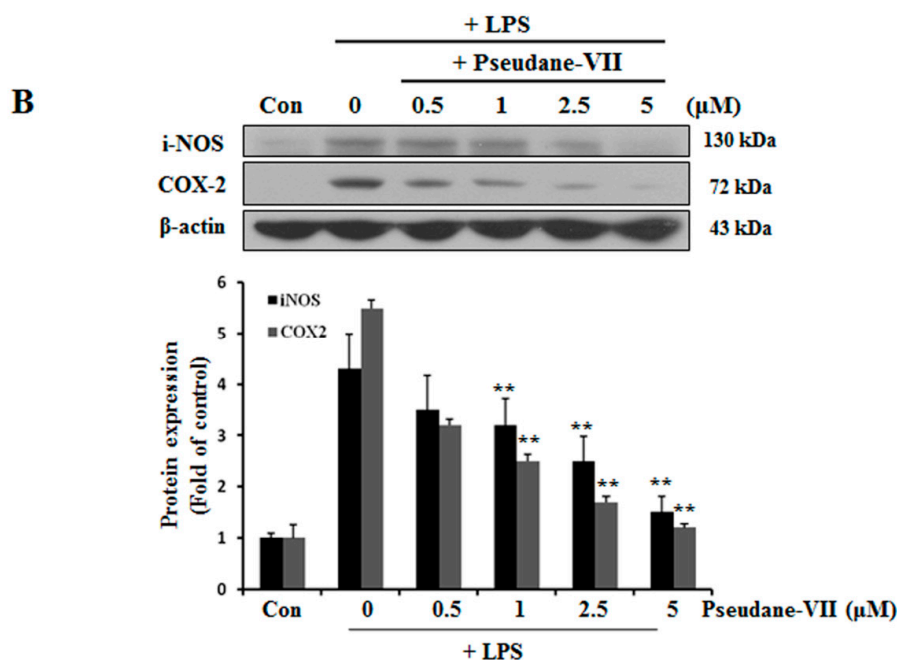 + LPS
+ Pseudane-VII
B
Con 0 0.5 1 2.5 5 (μM)
i-NOS 130 kDa
COX-2 72 kDa
β-actin 43 kDa
6
5
4
3
2
1
0
Protein expression
(Fold of control)
iNOS
COX2
** **
** **
** **
Con 0 0.5 1 2.5 5 Pseudane-VII (μM)
+ LPS